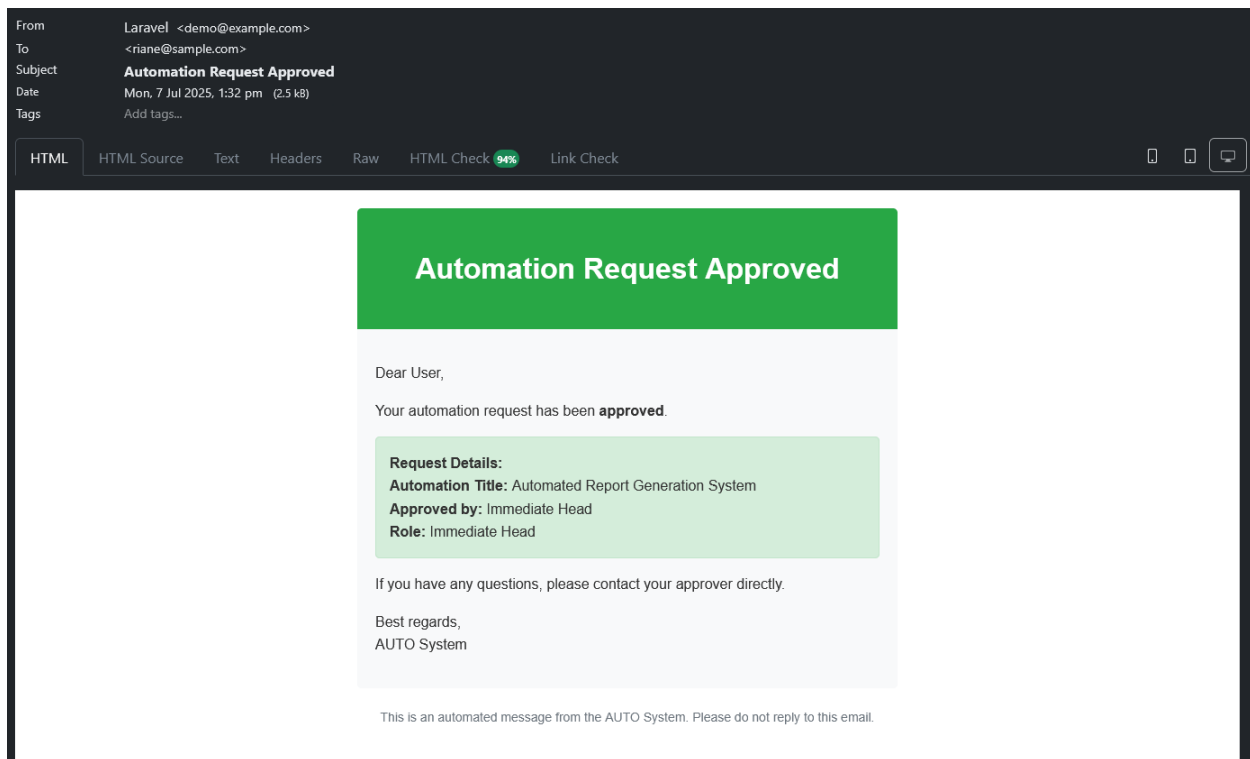 From Laravel <demo@example.com>
To <riane@sample.com>
Subject Automation Request Approved
Date Mon, 7 Jul 2025, 1:32 pm (2.5 kB)
Tags Add tags...
HTML HTML Source Text Headers Raw HTML Check 94% Link Check
Automation Request Approved
Dear User,
Your automation request has been approved.
Request Details:
Automation Title: Automated Report Generation System
Approved by: Immediate Head
Role: Immediate Head
If you have any questions, please contact your approver directly.
Best regards,
AUTO System
This is an automated message from the AUTO System. Please do not reply to this email.